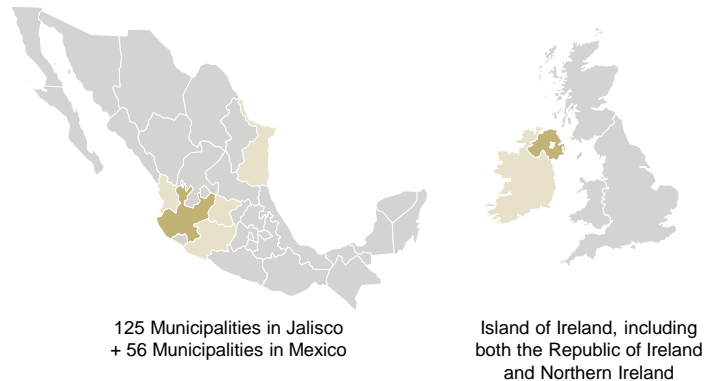 125 Municipalities in Jalisco
+ 56 Municipalities in Mexico
Island of Ireland, including
both the Republic of Ireland
and Northern Ireland